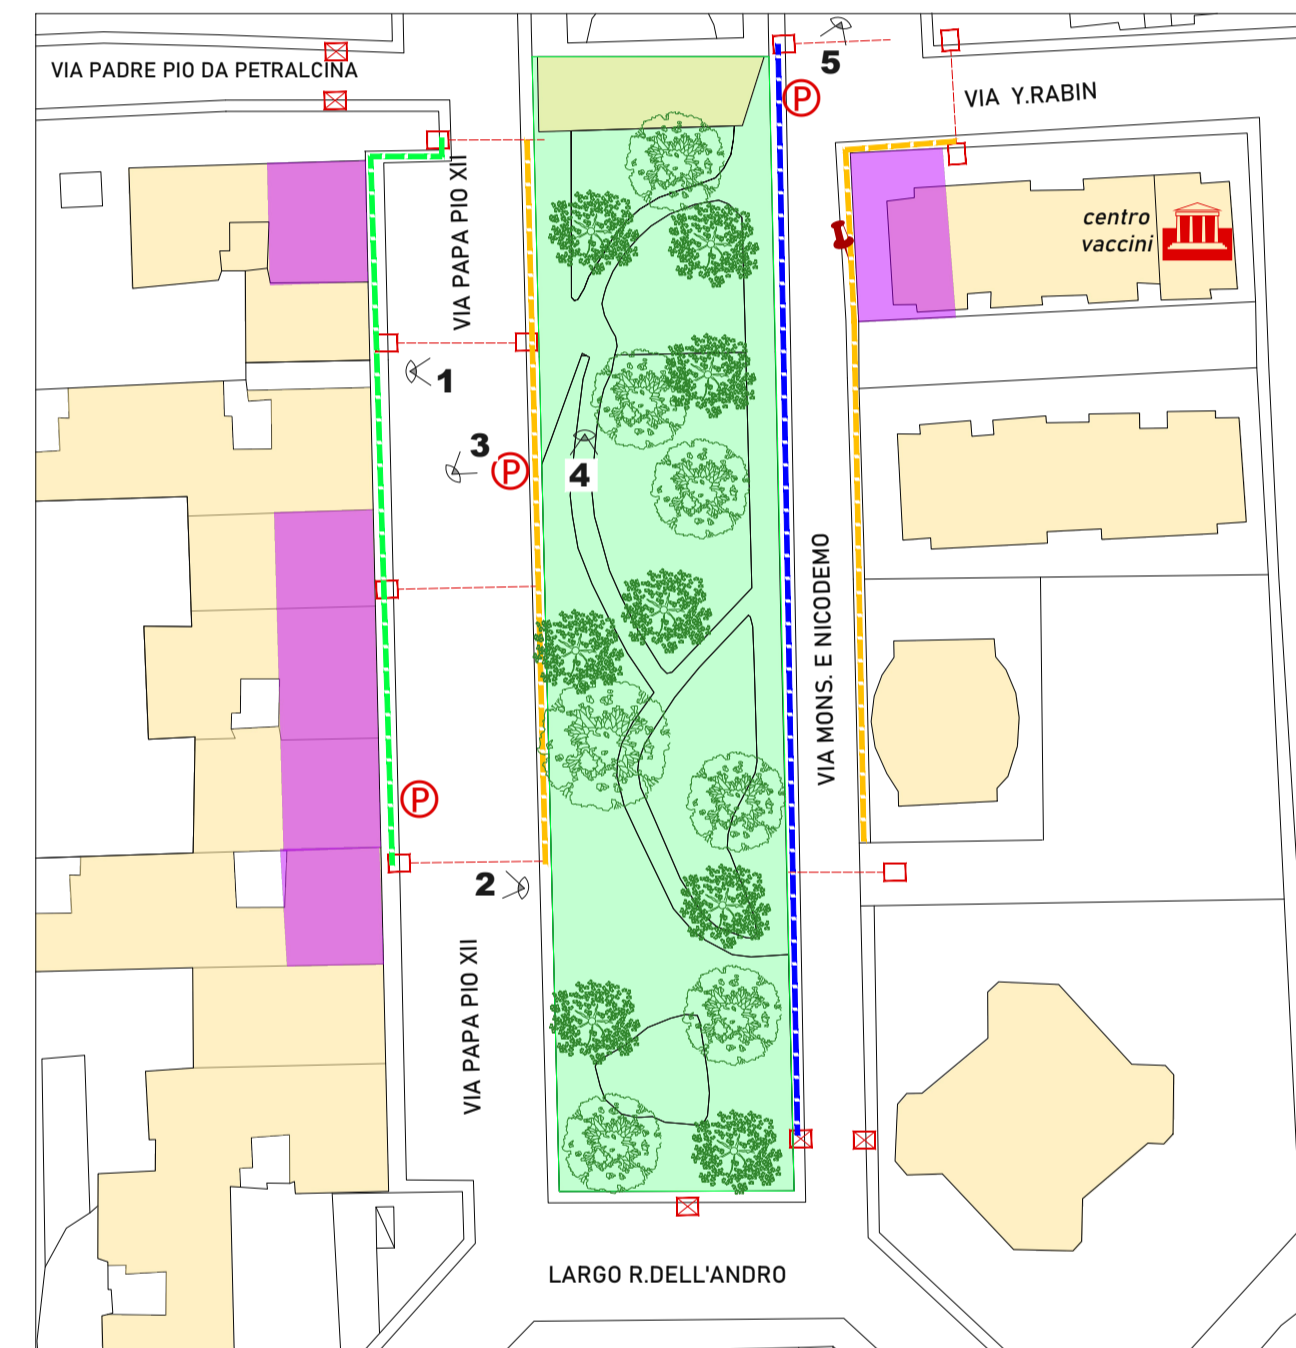 5
VIA PADRE PIO DA PETRALCINA
VIA Y.RABIN
P
VIA PAPA PIO XII
centro
vaccini
1
3
P
4
VIA MONS. E NICODEMO
P
2
VIA PAPA PIO XII
LARGO R.DELL'ANDRO